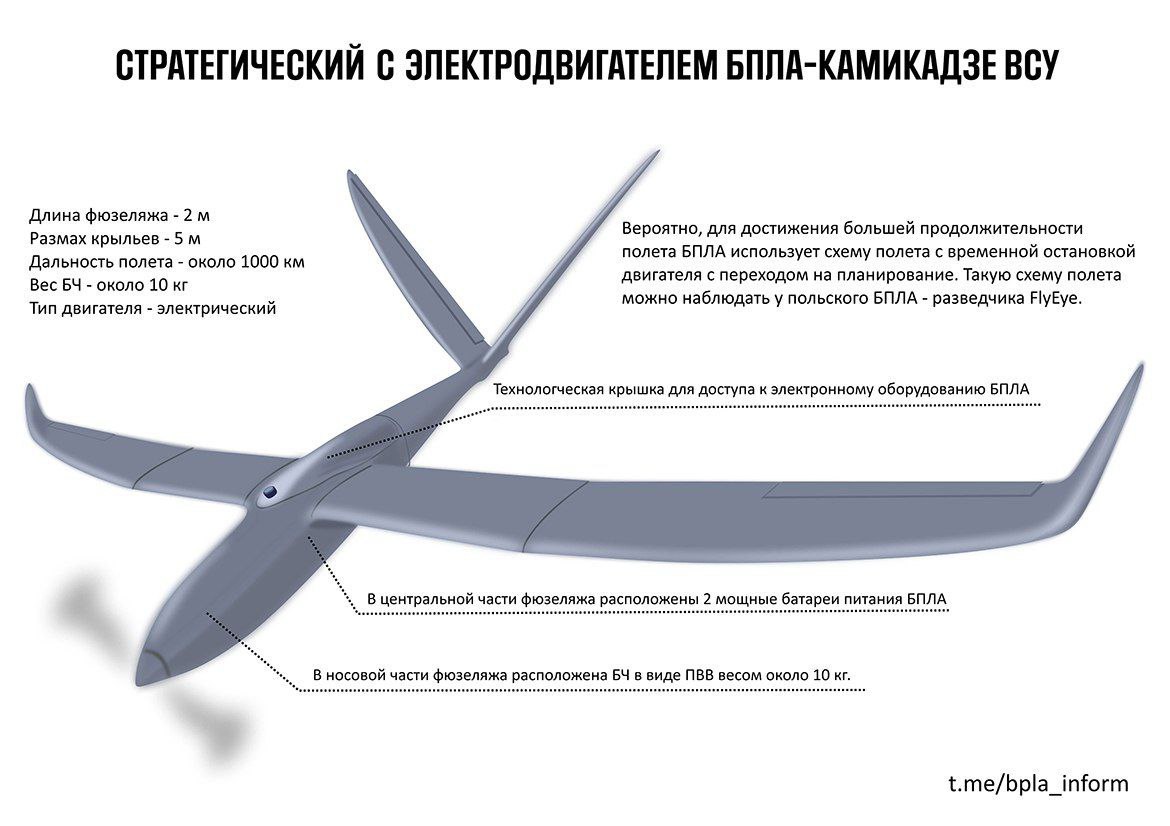 СТРАТЕГИЧЕСКИЙ С ЭЛЕКТРОДВИГАТЕЛЕМ БПЛА-КАМИКАДЗЕ ВСУ
Длина фюзеляжа - 2 м
Размах крыльев - 5 м
Дальность полета - около 1000 км
Вес БЧ - около 10 кг
Тип двигателя - электрический
Вероятно, для достижения большей продолжительности
полета БПЛА использует схему полета с временной остановкой
двигателя с переходом на планирование. Такую схему полета
можно наблюдать у польского БПЛА - разведчика FlyEye.
Технологческая крышка для доступа к электронному оборудованию БПЛА
В центральной части фюзеляжа расположены 2 мощные батареи питания БПЛА
В носовой части фюзеляжа расположена БЧ в виде ПВВ весом около 10 кг.
t.me/bpla_inform